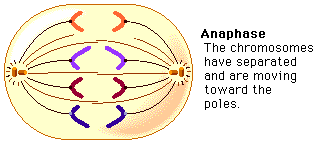 Anaphase
The chromosomes
have separated
and are moving
toward the
poles.